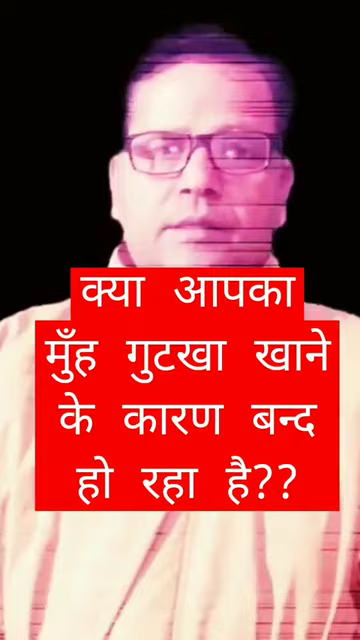 क्या आपका
मुँह गुटखा खाने
के कारण बन्द
हो रहा है??